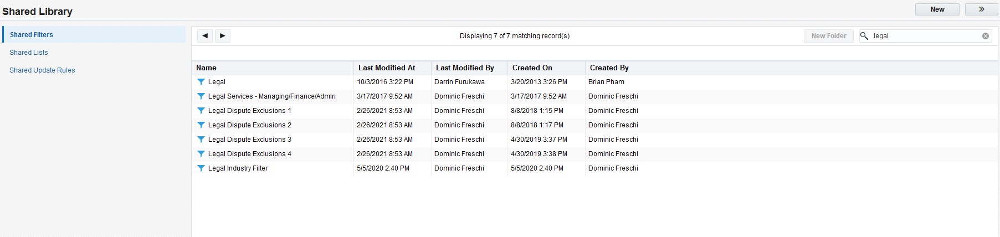 Shared Library
New
Shared Filters
Shared Lists
Shared Update Rules
Displaying 7 of 7 matching record(s)
New Folder
legal
Name Last Modified At Last Modified By Created On Created By
Legal 10/3/2016 3:22 PM Darrin Furukawa 3/20/2013 3:26 PM Brian Pham
Legal Services - Managing/Finance/Admin 3/17/2017 9:52 AM Dominic Freschi 3/17/2017 9:52 AM Dominic Freschi
Legal Dispute Exclusions 1 2/26/2021 8:53 AM Dominic Freschi 8/8/2018 1:15 PM Dominic Freschi
Legal Dispute Exclusions 2 2/26/2021 8:53 AM Dominic Freschi 8/8/2018 1:17 PM Dominic Freschi
Legal Dispute Exclusions 3 2/26/2021 8:53 AM Dominic Freschi 4/30/2019 3:37 PM Dominic Freschi
Legal Dispute Exclusions 4 2/26/2021 8:53 AM Dominic Freschi 4/30/2019 3:38 PM Dominic Freschi
Legal Industry Filter 5/5/2020 2:40 PM Dominic Freschi 5/5/2020 2:40 PM Dominic Freschi